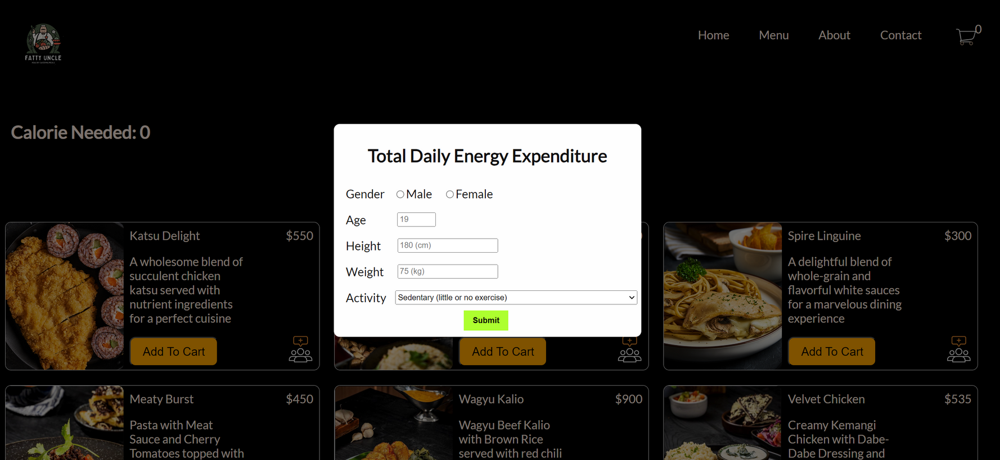 FATTY UNCLE
Home
Menu
About
Contact
0
Calorie Needed: 0
Total Daily Energy Expenditure
Gender
Male
Female
Age
19
Height
180 (cm)
Weight
75 (kg)
Activity
Sedentary (little or no exercise)
Submit
Katsu Delight
$550
A wholesome blend of
succulent chicken
katsu served with
nutrient ingredients
for a perfect cuisine
Add To Cart
Add To Cart
Spire Linguine
$300
A delightful blend of
whole-grain and
flavorful white sauces
for a marvelous dining
experience
Add To Cart
Meaty Burst
$450
Pasta with Meat
Sauce and Cherry
Tomatoes topped with
Wagyu Kalio
$900
Wagyu Beef Kalio
with Brown Rice
served with red chili
Velvet Chicken
$535
Creamy Kemangi
Chicken with Dabe-
Dabe Dressing and